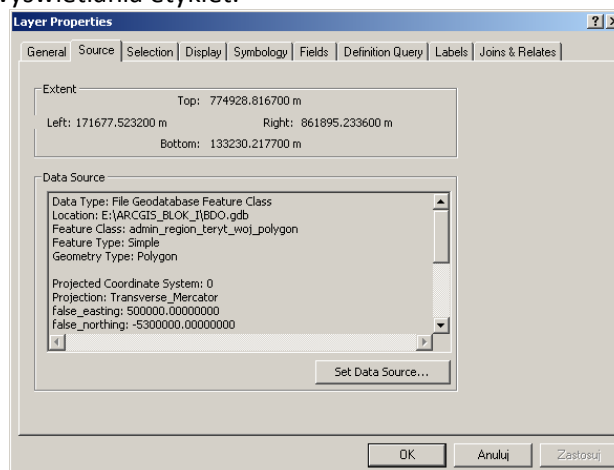 wyświetlania etykiet.
Layer Properties
General Source Selection Display Symbology Fields Definition Query Labels Joins & Relates
Extent
Top: 774928.816700 m
Left: 171677.523200 m Right: 861895.233600 m
Bottom: 133230.217700 m
Data Source
Data Type: File Geodatabase Feature Class
Location: E:\ARCGIS_BLOK_I\BDO.gdb
Feature Class: admin_region_teryt_woj_polygon
Feature Type: Simple
Geometry Type: Polygon
Projected Coordinate System: 0
Projection: Transverse_Mercator
false_easting: 500000.00000000
false_northing: -5300000.00000000
Set Data Source...
OK Anuluj Zastosuj